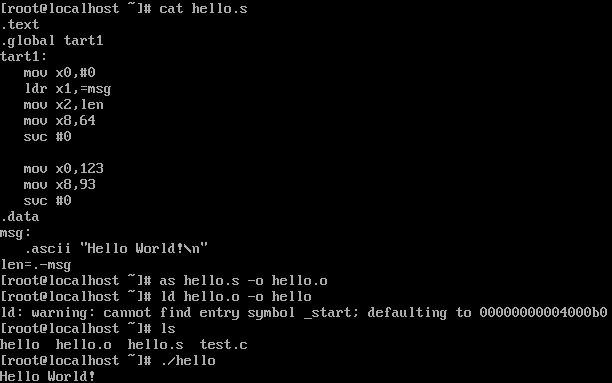 [root@localhost ~]# cat hello.s
.text
.global tart1
tart1:
   mov x0,#0
   ldr x1,=msg
   mov x2,len
   mov x8,64
   svc #0

   mov x0,123
   mov x8,93
   svc #0
.data
msg:
   .ascii "Hello World!\n"
len=.-msg
[root@localhost ~]# as hello.s -o hello.o
[root@localhost ~]# ld hello.o -o hello
ld: warning: cannot find entry symbol _start; defaulting to 00000000004000b0
[root@localhost ~]# ls
hello  hello.o  hello.s  test.c
[root@localhost ~]# ./hello
Hello World!